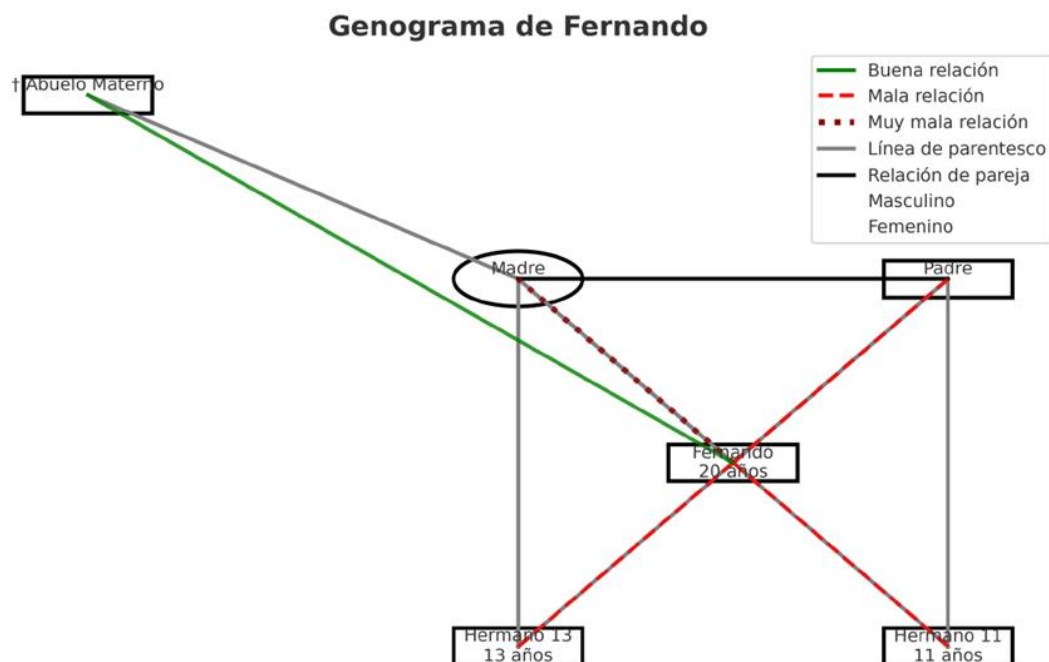 Genograma de Fernando
† Abuelo Materno
Buena relación
Mala relación
Muy mala relación
Línea de parentesco
Relación de pareja
Masculino
Femenino
Madre
Padre
Fernando
20 años
Hermano 13
13 años
Hermano 11
11 años